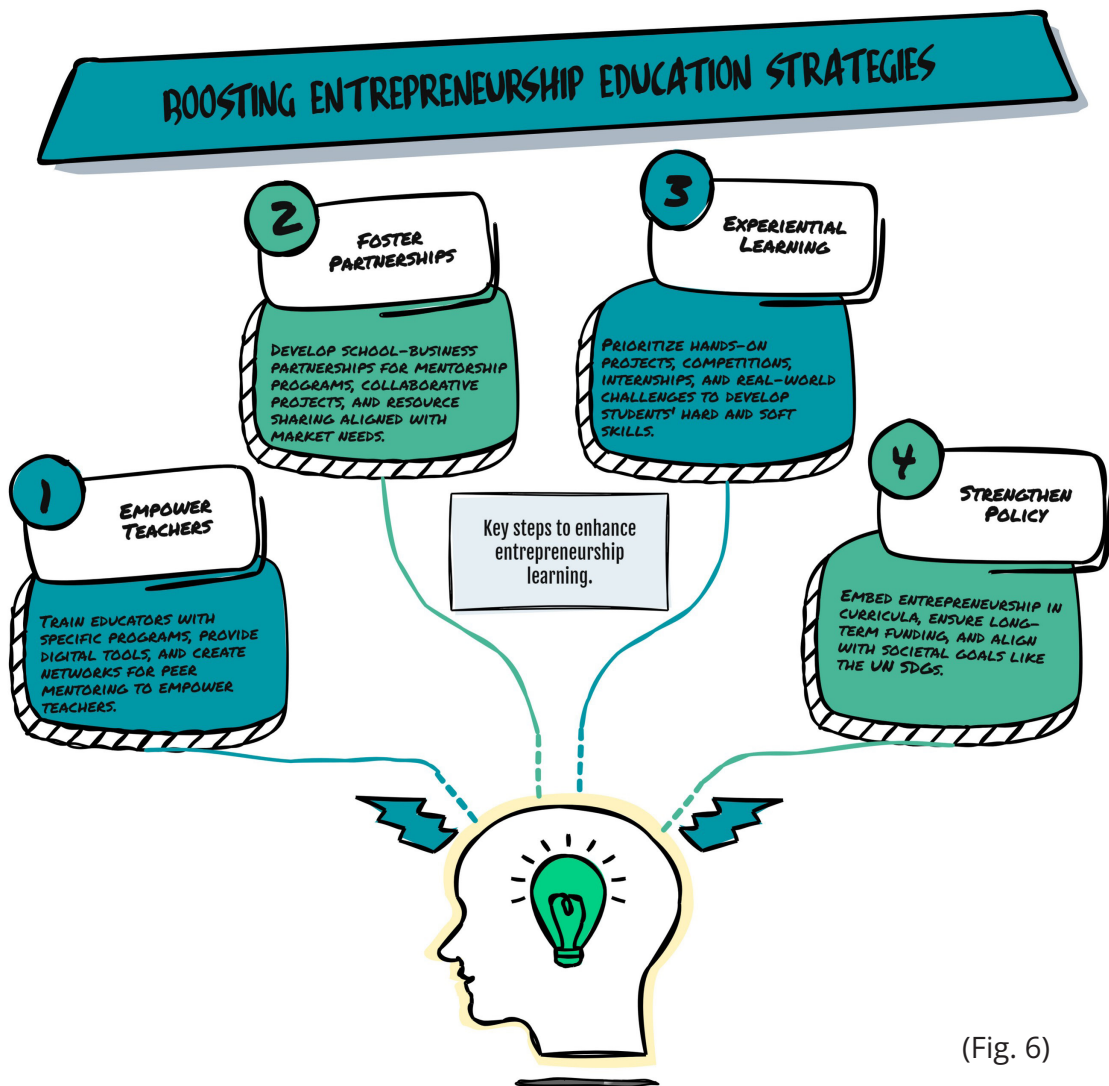 BOOSTING ENTREPRENEURSHIP EDUCATION STRATEGIES
1
EMPOWER
TEACHERS
TRAIN EDUCATORS WITH
SPECIFIC PROGRAMS, PROVIDE
DIGITAL TOOLS, AND CREATE
NETWORKS FOR PEER
MENTORING TO EMPOWER
TEACHERS.
2
FOSTER
PARTNERSHIPS
DEVELOP SCHOOL-BUSINESS
PARTNERSHIPS FOR MENTORSHIP
PROGRAMS, COLLABORATIVE
PROJECTS, AND RESOURCE
SHARING ALIGNED WITH
MARKET NEEDS.
3
EXPERIENTIAL
LEARNING
PRIORITIZE HANDS-ON
PROJECTS, COMPETITIONS,
INTERNSHIPS, AND REAL-WORLD
CHALLENGES TO DEVELOP
STUDENTS' HARD AND SOFT
SKILLS.
4
STRENGTHEN
POLICY
EMBED ENTREPRENEURSHIP IN
CURRICULA, ENSURE LONG-
TERM FUNDING, AND ALIGN
WITH SOCIETAL GOALS LIKE
THE UN SDGS.
Key steps to enhance
entrepreneurship
learning.
(Fig. 6)